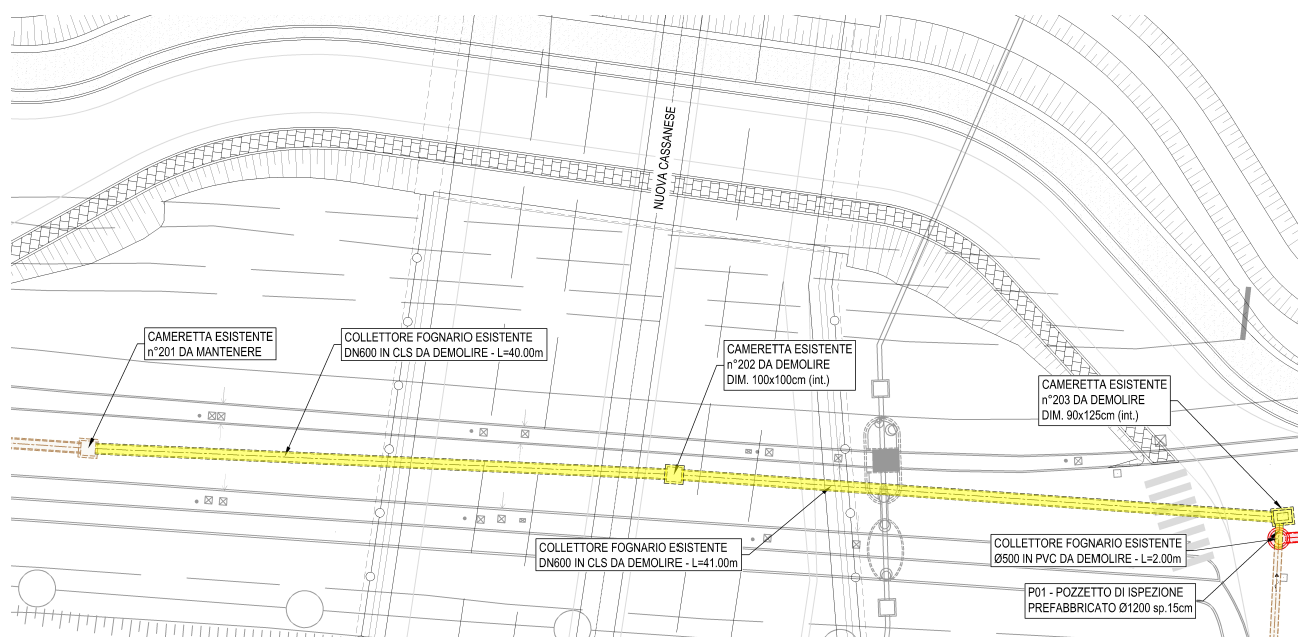 NUOVA CASSANESE
CAMERETTA ESISTENTE
n°201 DA MANTENERE
COLLETTORE FOGNARIO ESISTENTE
DN600 IN CLS DA DEMOLIRE - L=40.00m
CAMERETTA ESISTENTE
n°202 DA DEMOLIRE
DIM. 100x100cm (int.)
CAMERETTA ESISTENTE
n°203 DA DEMOLIRE
DIM. 90x125cm (int.)
COLLETTORE FOGNARIO ESISTENTE
DN600 IN CLS DA DEMOLIRE - L=41.00m
COLLETTORE FOGNARIO ESISTENTE
Ø500 IN PVC DA DEMOLIRE - L=2.00m
P01 - POZZETTO DI ISPEZIONE
PREFABBRICATO Ø1200 sp.15cm